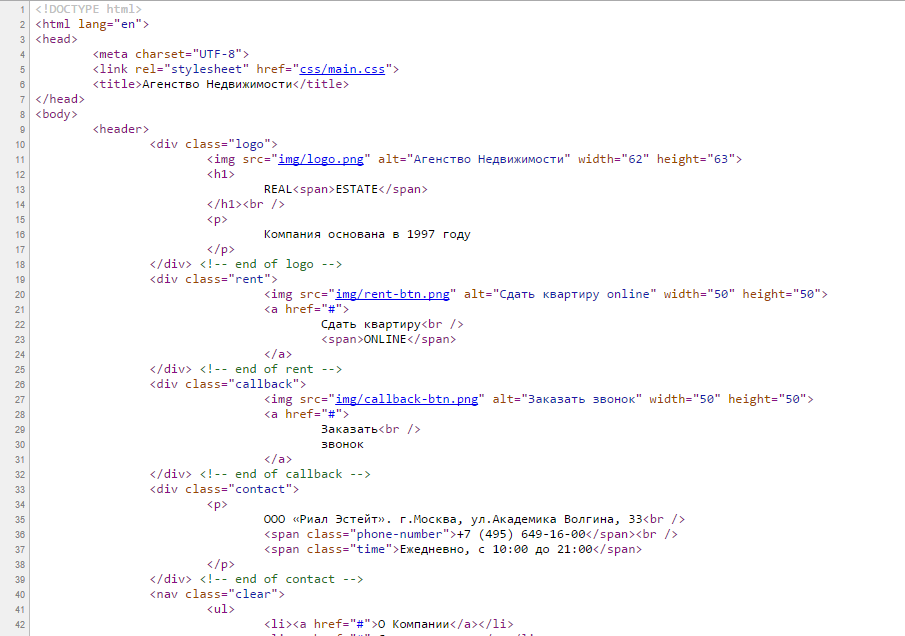 1 <!DOCTYPE html>
2 <html lang="en">
3 <head>
4 <meta charset="UTF-8">
5 <link rel="stylesheet" href="css/main.css">
6 <title>Агенство Недвижимости</title>
7 </head>
8 <body>
9 <header>
10 <div class="logo">
11 <img src="img/logo.png" alt="Агенство Недвижимости" width="62" height="63">
12 <h1>
13 REAL<span>ESTATE</span>
14 </h1><br />
15 <p>
16 Компания основана в 1997 году
17 </p>
18 </div> <!-- end of logo -->
19 <div class="rent">
20 <img src="img/rent-btn.png" alt="Сдать квартиру online" width="50" height="50">
21 <a href="#">
22 Сдать квартиру<br />
23 <span>ONLINE</span>
24 </a>
25 </div> <!-- end of rent -->
26 <div class="callback">
27 <img src="img/callback-btn.png" alt="Заказать звонок" width="50" height="50">
28 <a href="#">
29 Заказать<br />
30 звонок
31 </a>
32 </div> <!-- end of callback -->
33 <div class="contact">
34 <p>
35 ООО «Риал Эстейт». г.Москва, ул.Академика Волгина, 33<br />
36 <span class="phone-number">+7 (495) 649-16-00</span><br />
37 <span class="time">Ежедневно, с 10:00 до 21:00</span>
38 </p>
39 </div> <!-- end of contact -->
40 <nav class="clear">
41 <ul>
42 <li><a href="#">О Компании</a></li>